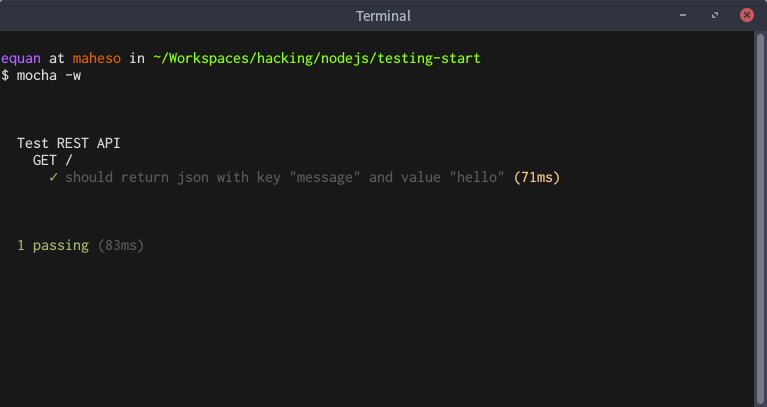 Terminal
equan at maheso in ~/Workspaces/hacking/nodejs/testing-start
$ mocha -w
Test REST API
GET /
✓ should return json with key "message" and value "hello" (71ms)
1 passing (83ms)